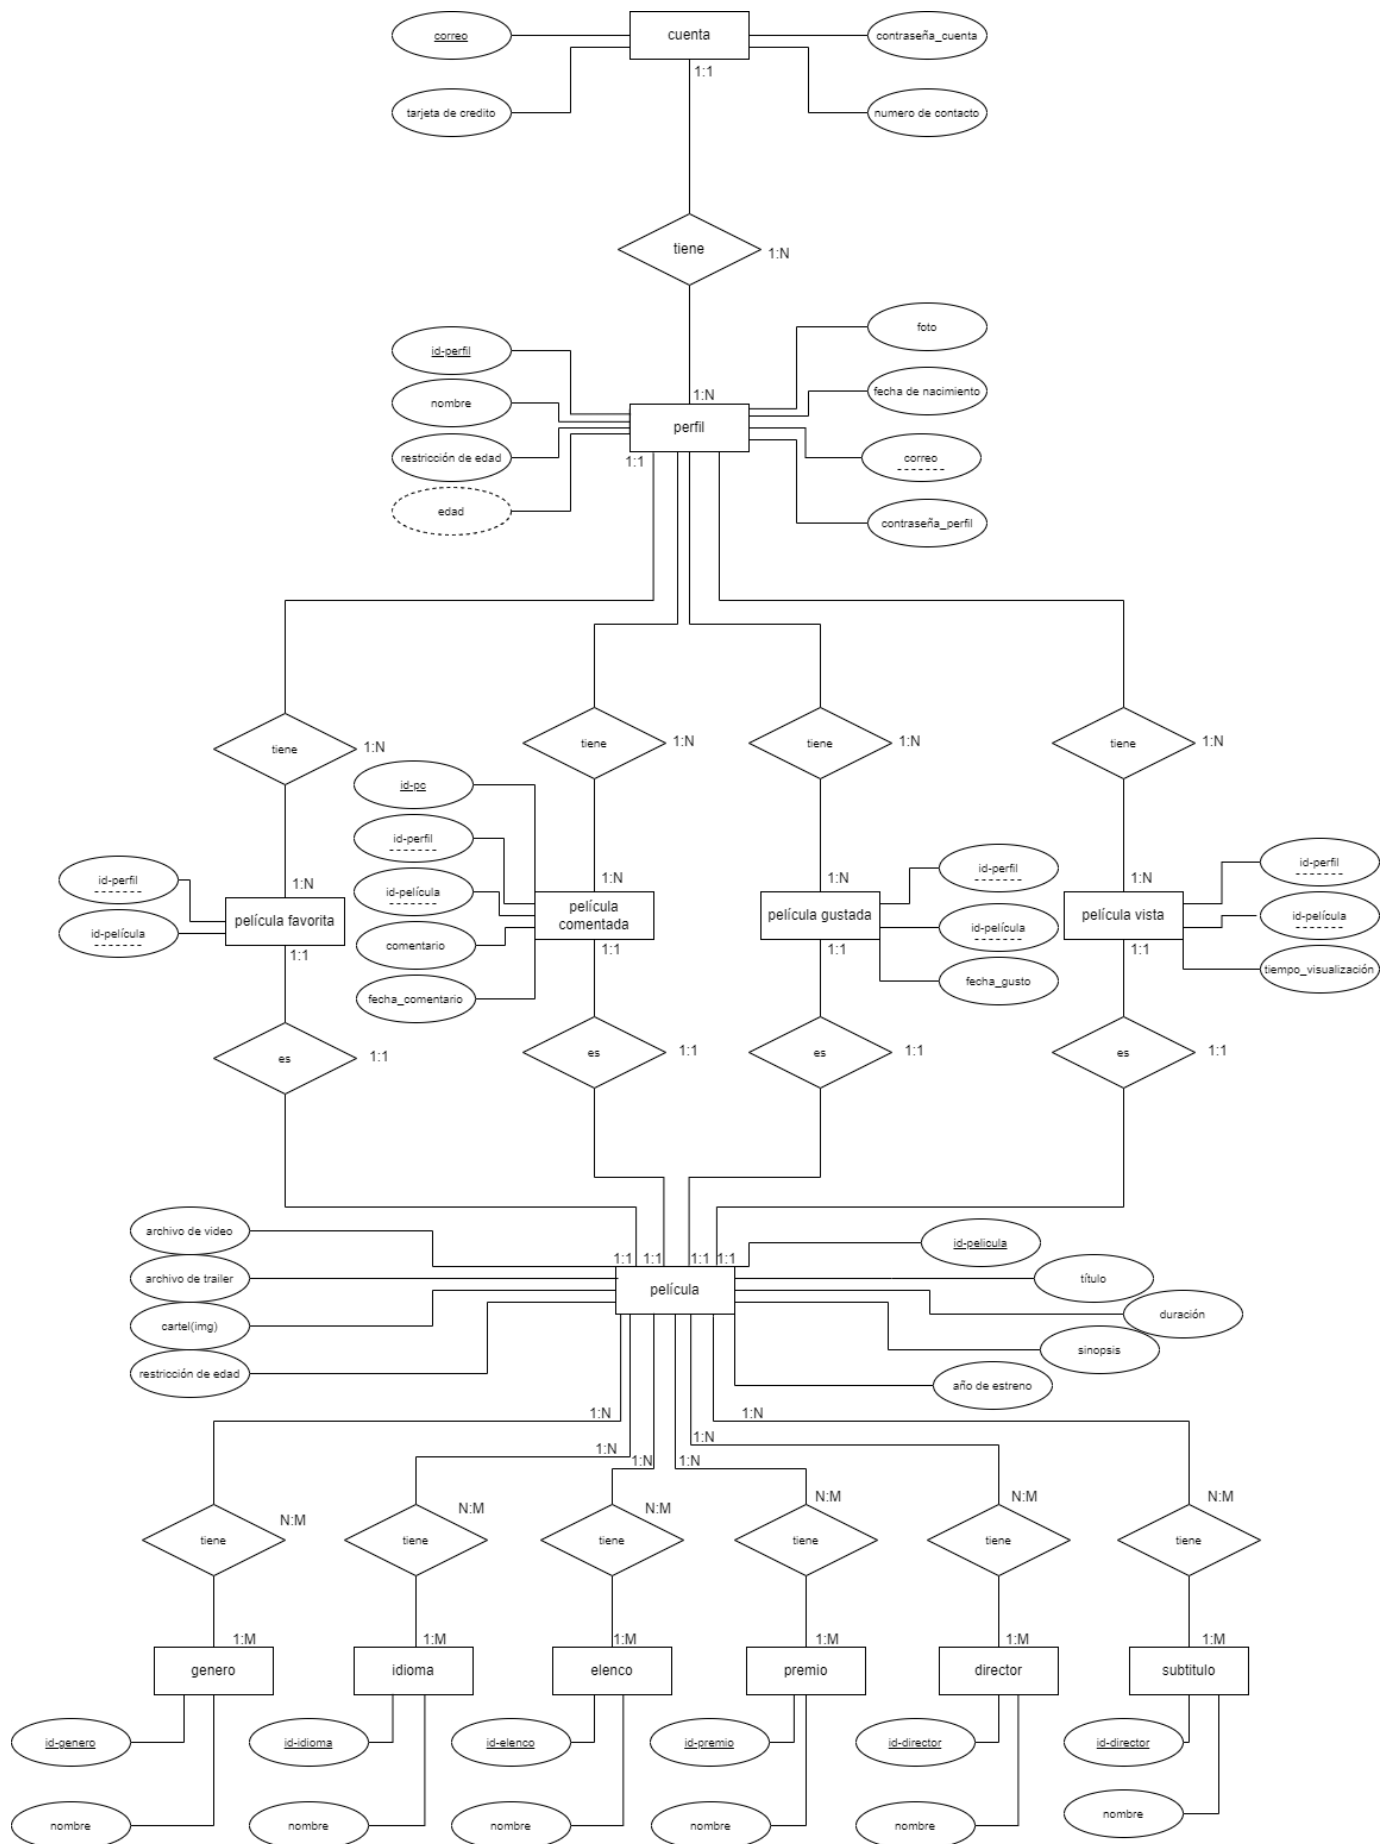 correo
cuenta
contraseña_cuenta
1:1
tarjeta de credito
numero de contacto
tiene
1:N
foto
id-perfil
fecha de nacimiento
1:N
nombre
perfil
restricción de edad
1:1
correo
edad
contraseña_perfil
tiene
1:N
tiene
1:N
tiene
1:N
tiene
1:N
id-pc
id-perfil
id-película
comentario
fecha_comentario
id-perfil
id-película
1:N
película favorita
1:1
1:N
película
comentada
1:1
1:N
película gustada
1:1
id-perfil
id-película
fecha_gusto
1:N
película vista
1:1
id-perfil
id-película
tiempo_visualización
es
1:1
es
1:1
es
1:1
es
1:1
archivo de video
archivo de trailer
cartel(img)
restricción de edad
1:1
1:1
1:1
1:1
película
id-pelicula
título
duración
sinopsis
año de estreno
1:N
1:N
1:N
1:N
1:N
1:N
tiene
N:M
tiene
N:M
tiene
N:M
tiene
N:M
tiene
N:M
tiene
N:M
1:M
1:M
1:M
1:M
1:M
1:M
genero
idioma
elenco
premio
director
subtitulo
id-genero
id-idioma
id-elenco
id-premio
id-director
id-director
nombre
nombre
nombre
nombre
nombre
nombre